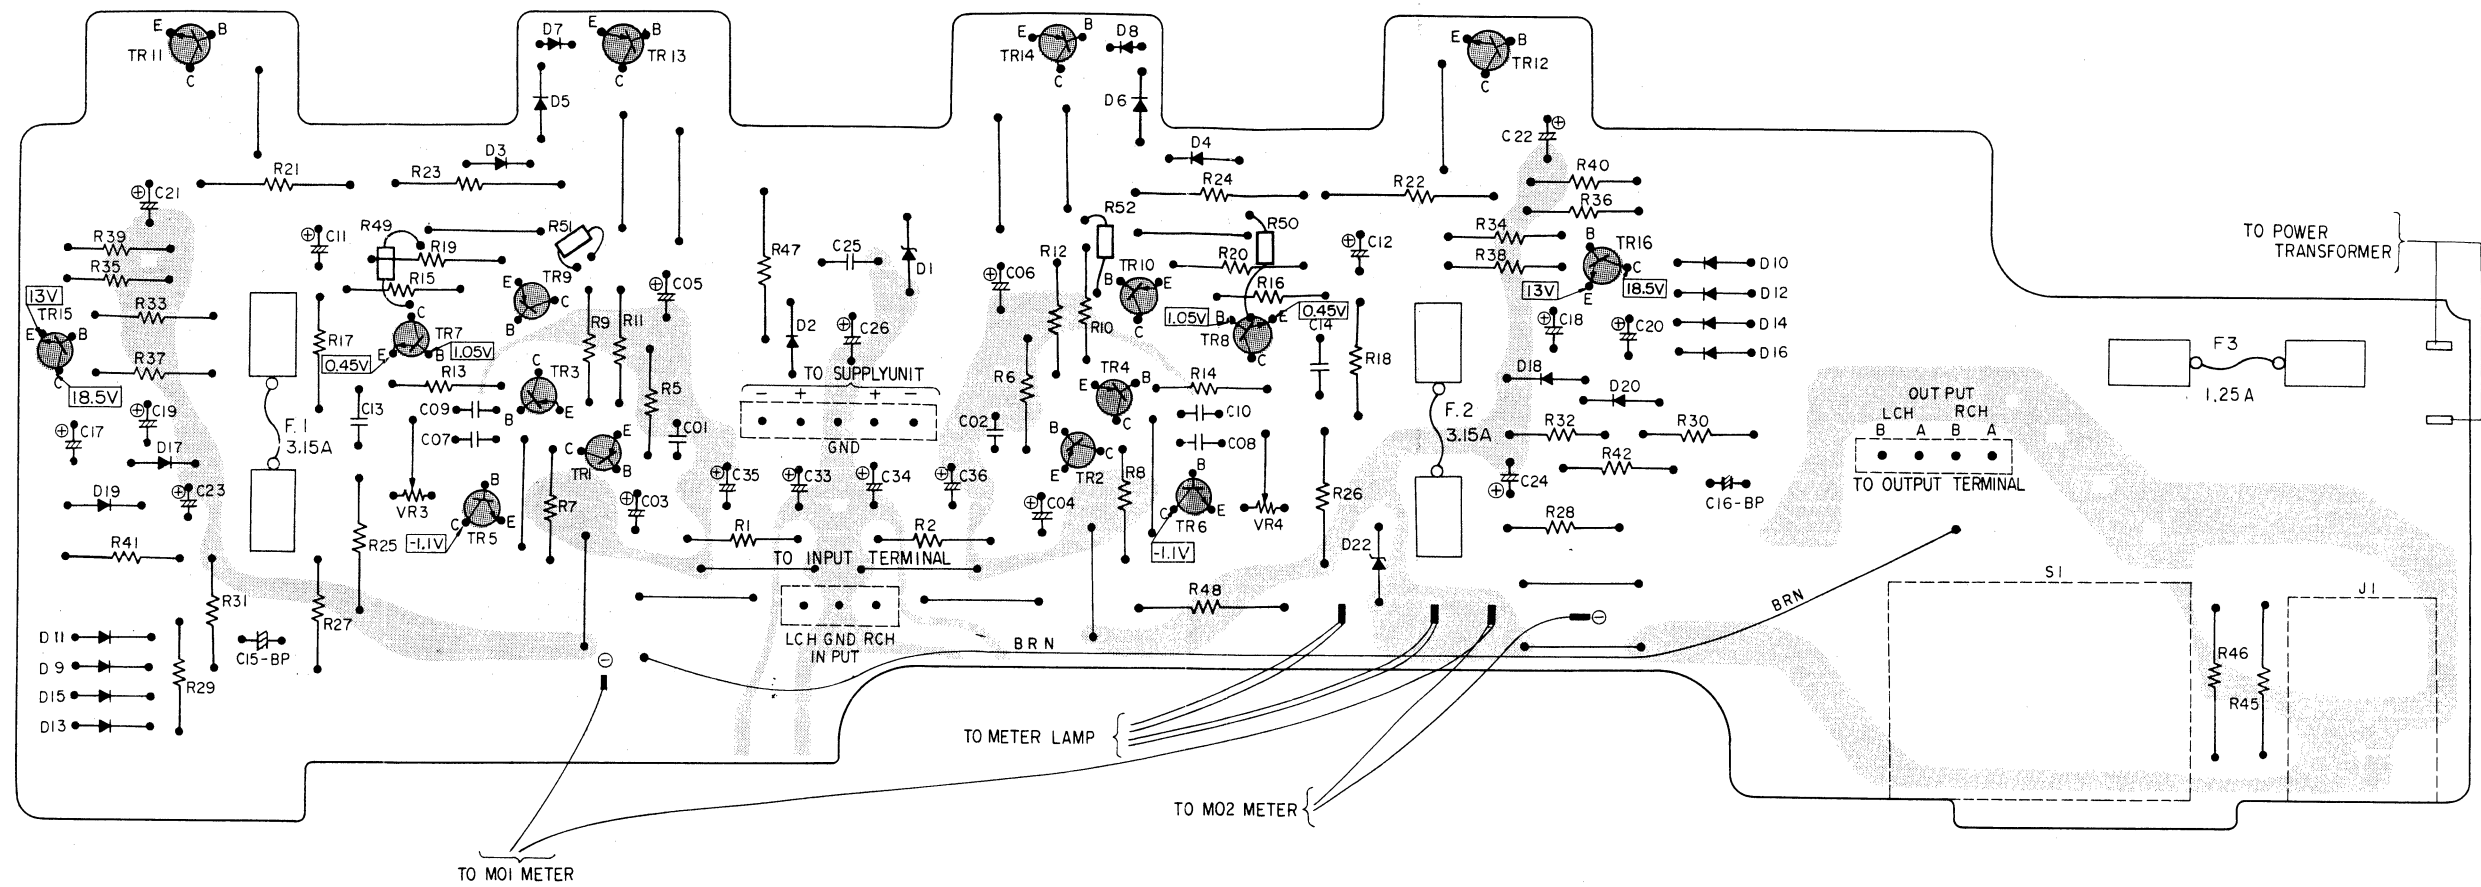 E B TR11 C
D7 E B TR13 C
E B TR14 C D8
E B TR12 C
D5
D6
C22
D3
D4
R21
R23
R24
R22
R40
R36
C21
R39
R35
R33
R37
13V
TR15
E B C
18.5V
C11
R49
R19
R15
R51
TR9
E C B
C05
R47
C25
D1
C06
R12
R52
TR10
B E C
R10
R20
R50
R16
C12
R34
R38
B
TR16
C
E
13V
18.5V
D10
D12
D14
D16
TO POWER
TRANSFORMER
R17
C
TR7
E B
0.45V
1.05V
R13
R9
R11
D2
C26
1.05V
0.45V
B E
TR8
C
C14
R18
C18
C20
F3
1.25A
C
TR3
B E
R5
TO SUPPLYUNIT
- + + -
GND
R6
TR4
E B C
R14
D18
D20
OUTPUT
LCH RCH
B A B A
TO OUTPUT TERMINAL
C17
C19
D17
F.1
3.15A
C13
C09
C07
C E
TR1
B
C01
C02
B C
TR2
E
C10
C08
F.2
3.15A
R32
R30
R42
D19
C23
VR3
B
C E
TR5
-1.1V
R7
C03
C35
C33
C34
C36
C04
R8
B
C E
TR6
-1.1V
VR4
R26
C24
C16-BP
R41
R25
R1
R2
TO INPUT TERMINAL
D22
R28
R31
R27
LCH GND RCH
INPUT
R48
S1
J1
D11
D9
D15
D13
C15-BP
R29
BRN
BRN
R46
R45
TO METER LAMP
TO MO2 METER
TO MO1 METER